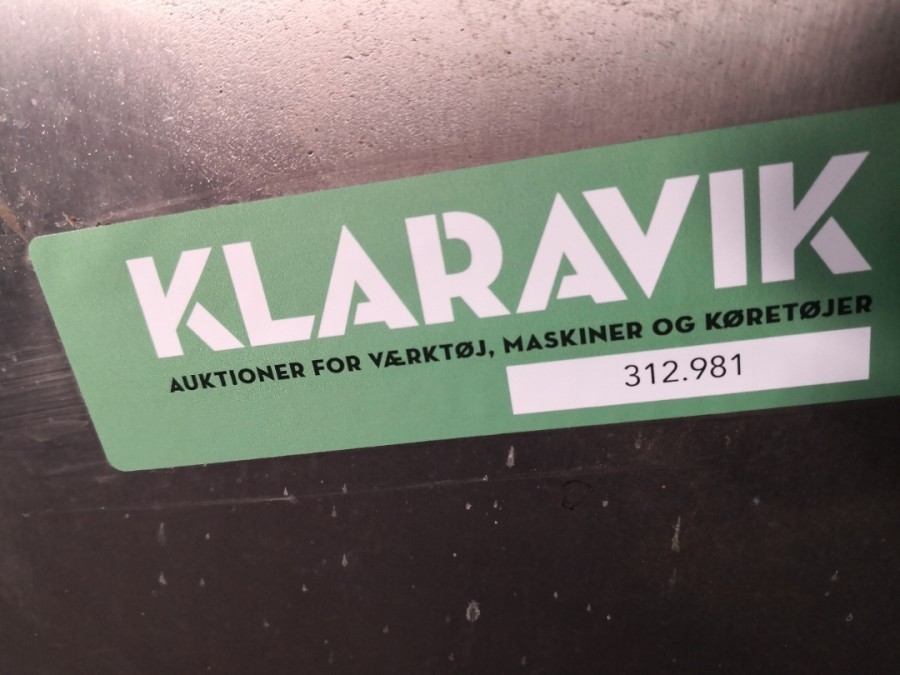 KLARAVIK
AUKTIONER FOR VÆRKTØJ, MASKINER OG KØRETØJER
312.981